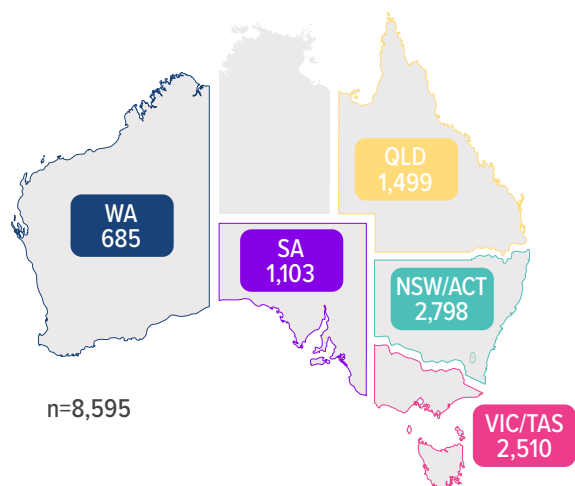 QLD
1,499
WA
685
SA
1,103
NSW/ACT
2,798
n=8,595
VIC/TAS
2,510